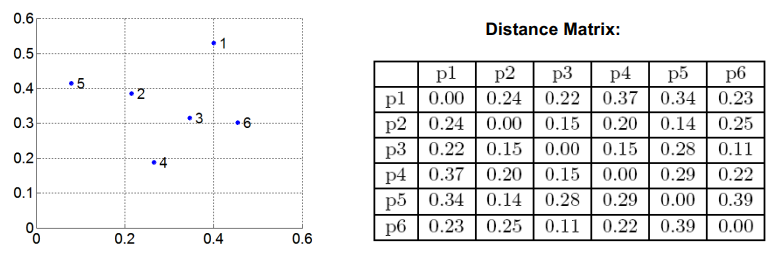 0.6
0.5
0.4
0.3
0.2
0.1
0
0 0.2 0.4 0.6
1
5
2
3
6
4
Distance Matrix:
p1 p2 p3 p4 p5 p6
p1 0.00 0.24 0.22 0.37 0.34 0.23
p2 0.24 0.00 0.15 0.20 0.14 0.25
p3 0.22 0.15 0.00 0.15 0.28 0.11
p4 0.37 0.20 0.15 0.00 0.29 0.22
p5 0.34 0.14 0.28 0.29 0.00 0.39
p6 0.23 0.25 0.11 0.22 0.39 0.00